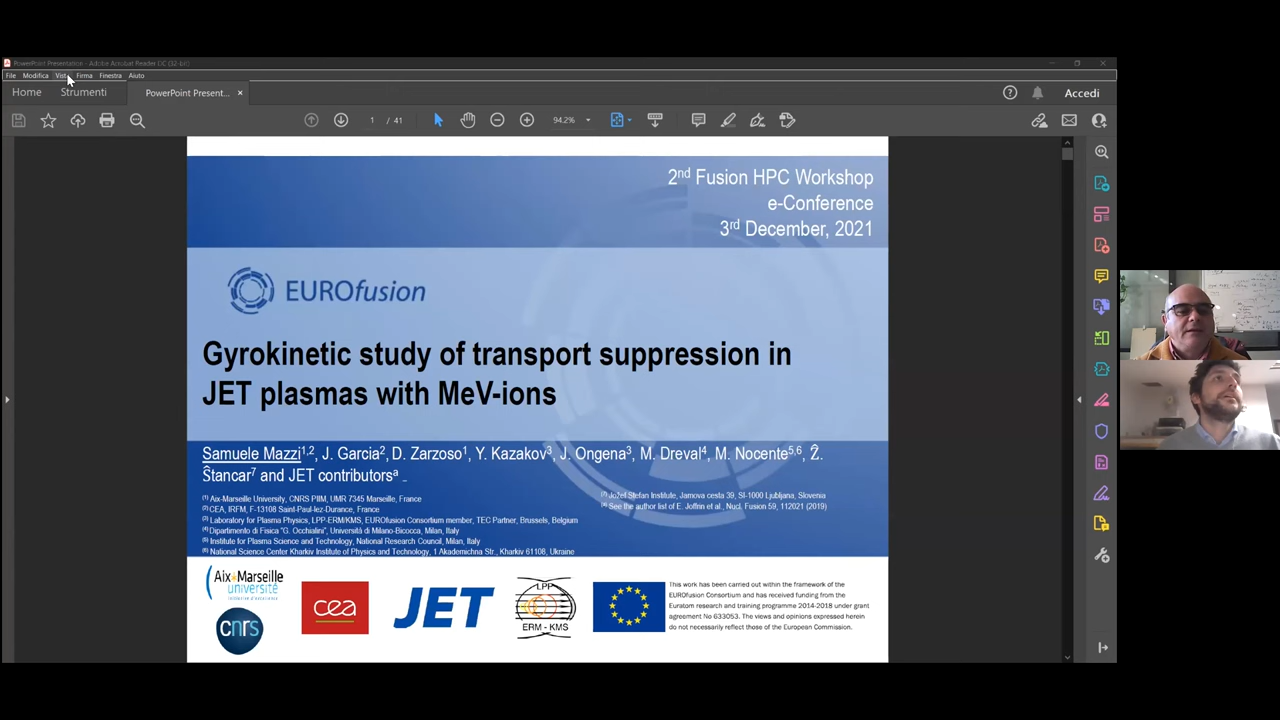 PowerPoint Presentation - Adobe Acrobat Reader DC (32-bit)
File Modifica Vista Firma Finestra Aiuto
Home Strumenti PowerPoint Present... × Accedi
1 / 41 94.2%
2nd Fusion HPC Workshop
e-Conference
3rd December, 2021
EUROfusion
Gyrokinetic study of transport suppression in
JET plasmas with MeV-ions
Samuele Mazzi1,2, J. Garcia2, D. Zarzoso1, Y. Kazakov3, J. Ongena3, M. Dreval4, M. Nocente5,6, Ẑ.
Ŝtancar7 and JET contributorsa
(1) Aix-Marseille University, CNRS PIIM, UMR 7345 Marseille, France
(2) CEA, IRFM, F-13108 Saint-Paul-lez-Durance, France
(3) Laboratory for Plasma Physics, LPP-ERM/KMS, EUROfusion Consortium member, TEC Partner, Brussels, Belgium
(4) Dipartimento di Fisica "G. Occhialini", Università di Milano-Bicocca, Milan, Italy
(5) Institute for Plasma Science and Technology, National Research Council, Milan, Italy
(6) National Science Center Kharkiv Institute of Physics and Technology, 1 Akademichna Str., Kharkiv 61108, Ukraine
(7) Jožef Stefan Institute, Jamova cesta 39, SI-1000 Ljubljana, Slovenia
See the author list of E. Joffrin et al., Nucl. Fusion 59, 112021 (2019)
Aix*Marseille
université
cnrs
cea
JET
LPP
ERM - KMS
This work has been carried out within the framework of the
EUROfusion Consortium and has received funding from the
Euratom research and training programme 2014-2018 under grant
agreement No 633053. The views and opinions expressed herein
do not necessarily reflect those of the European Commission.